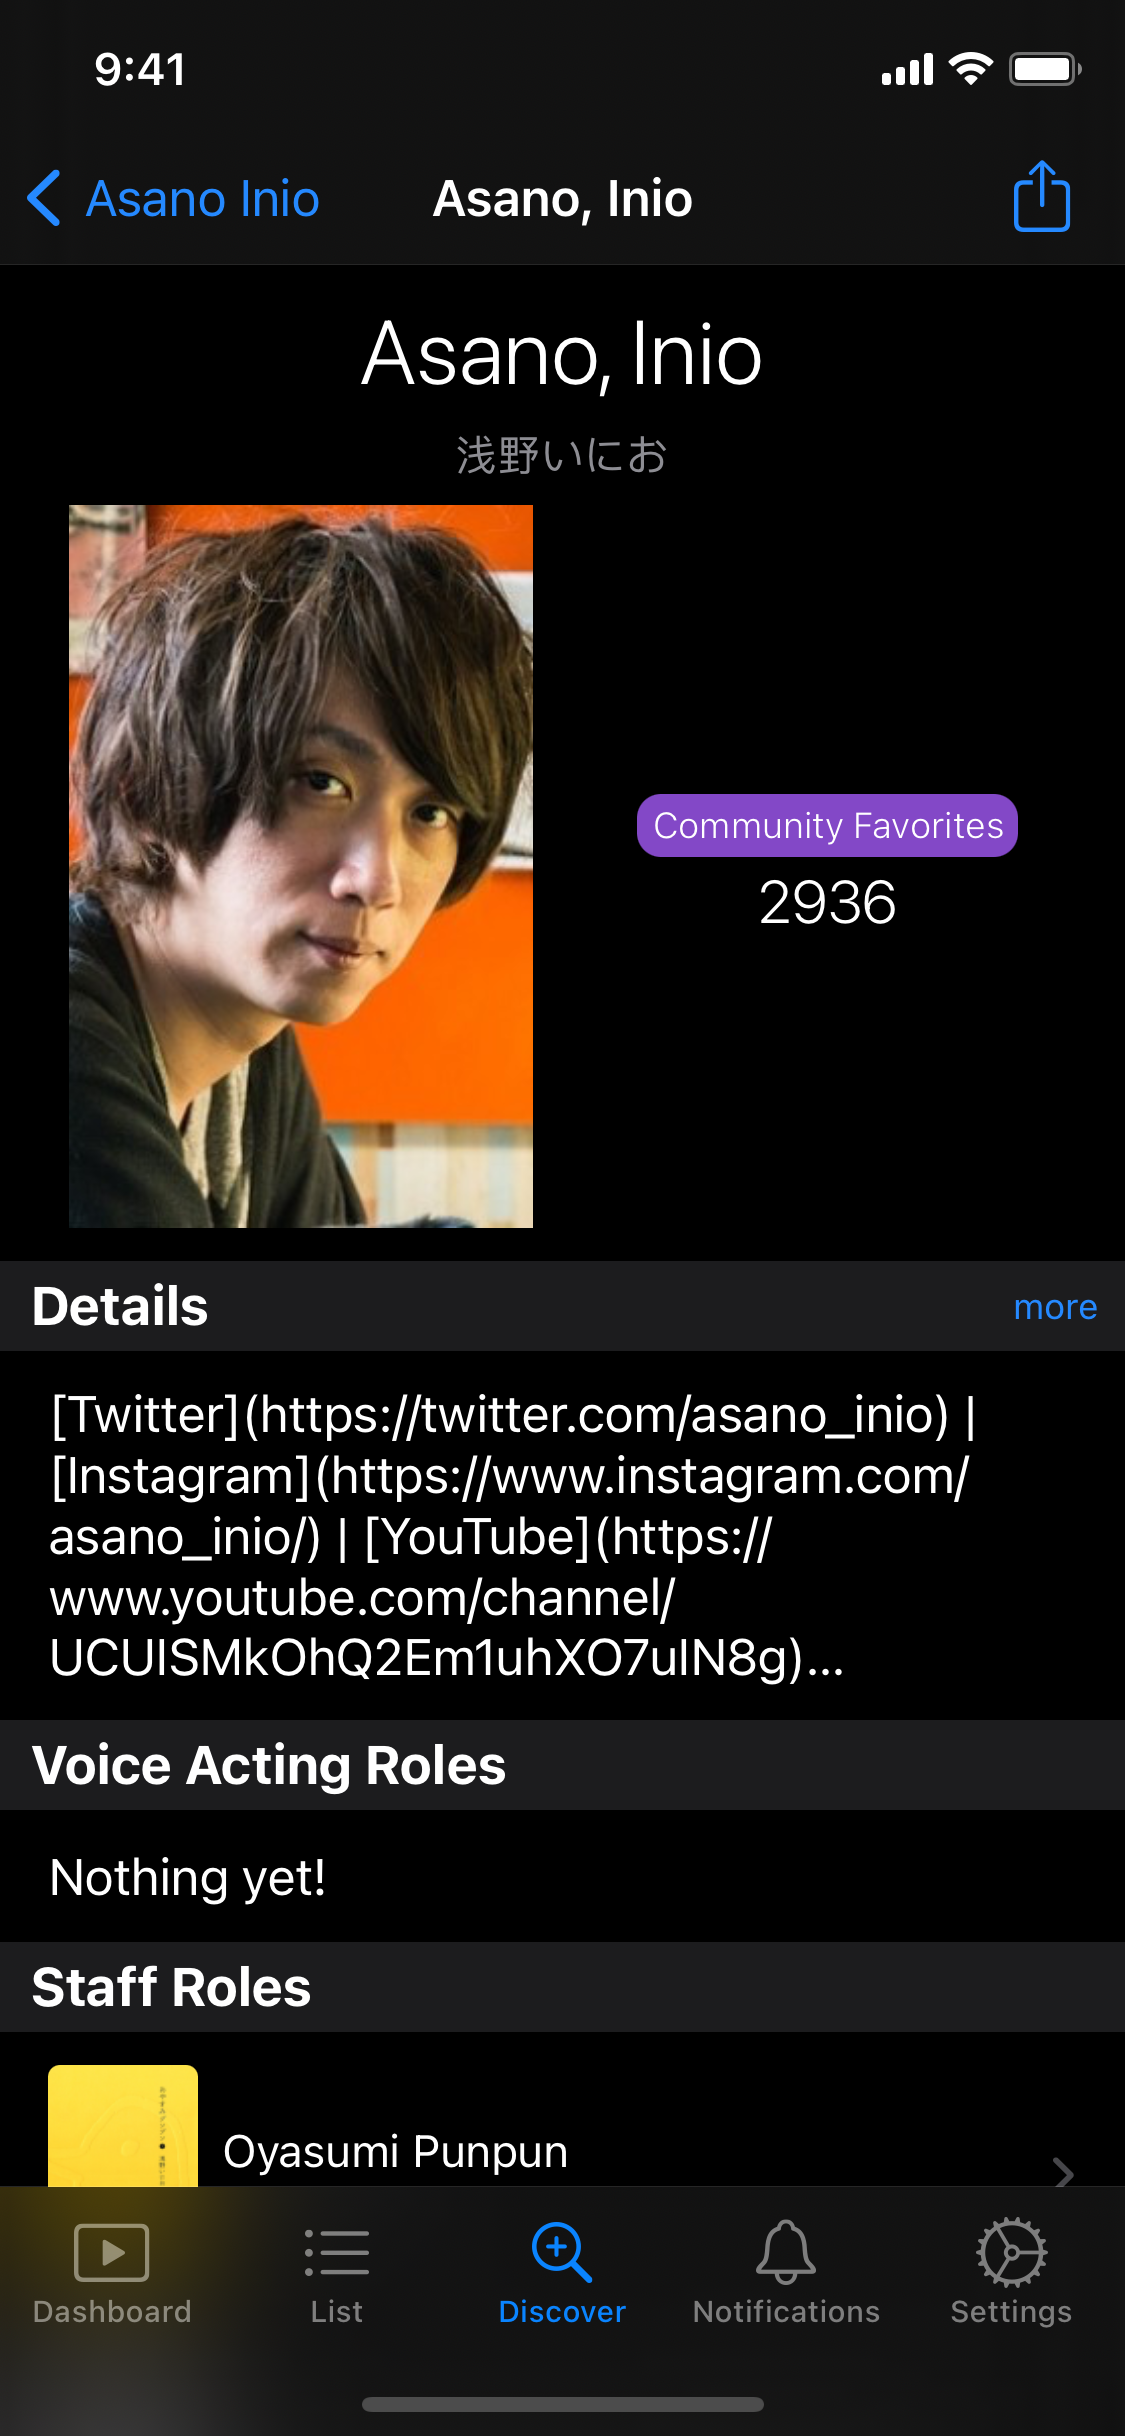 9:41
Asano Inio
Asano, Inio
Asano, Inio
浅野いにお
Community Favorites
2936
Details
more
[Twitter](https://twitter.com/asano_inio) |
[Instagram](https://www.instagram.com/
asano_inio/) | [YouTube](https://
www.youtube.com/channel/
UCUISMkOhQ2Em1uhXO7uIN8g)...
Voice Acting Roles
Nothing yet!
Staff Roles
Oyasumi Punpun
Dashboard
List
Discover
Notifications
Settings